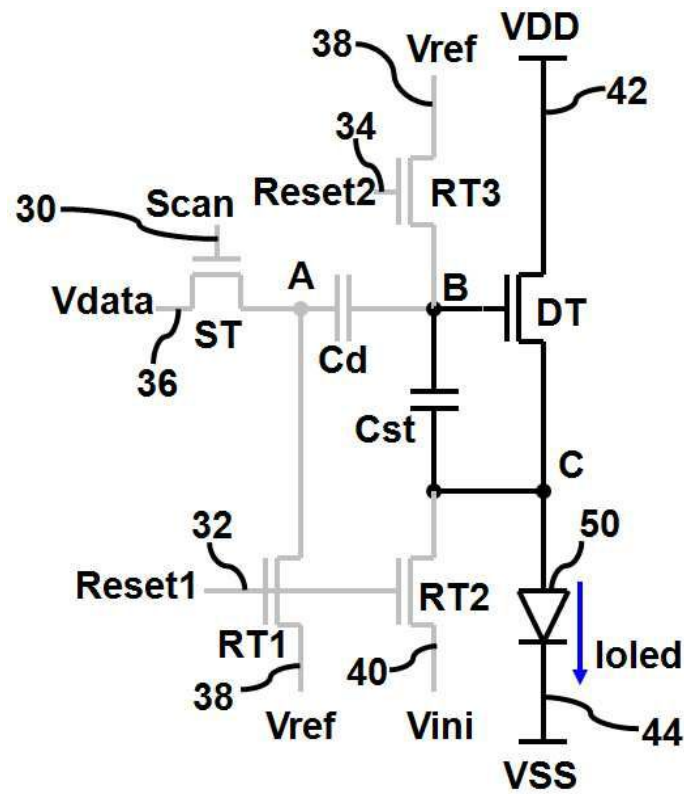 VDD
38
Vref
42
34
Reset2
RT3
30
Scan
A
B
Vdata
DT
ST
36
Cd
Cst
C
32
50
Reset1
RT2
RT1
Ioled
38
40
Vref
Vini
44
VSS